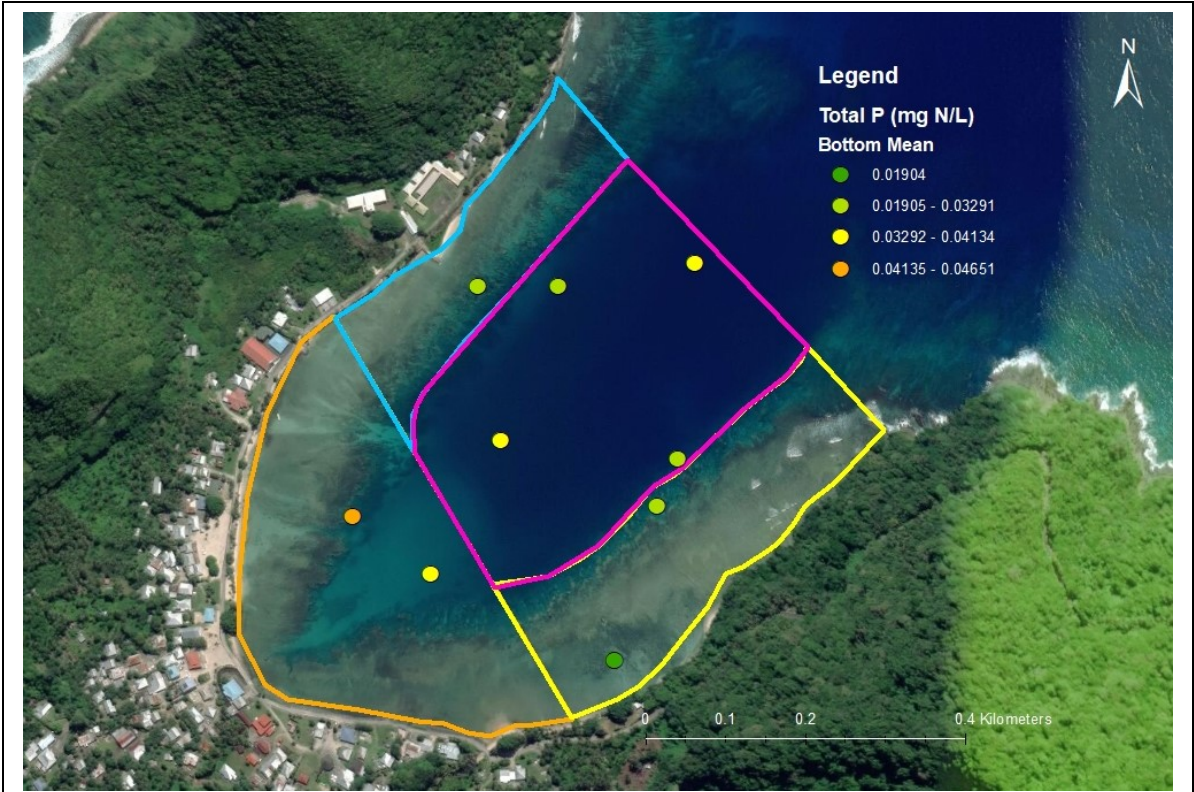 N
Legend
Total P (mg N/L)
Bottom Mean
0.01904
0.01905 - 0.03291
0.03292 - 0.04134
0.04135 - 0.04651
0 0.1 0.2 0.4 Kilometers